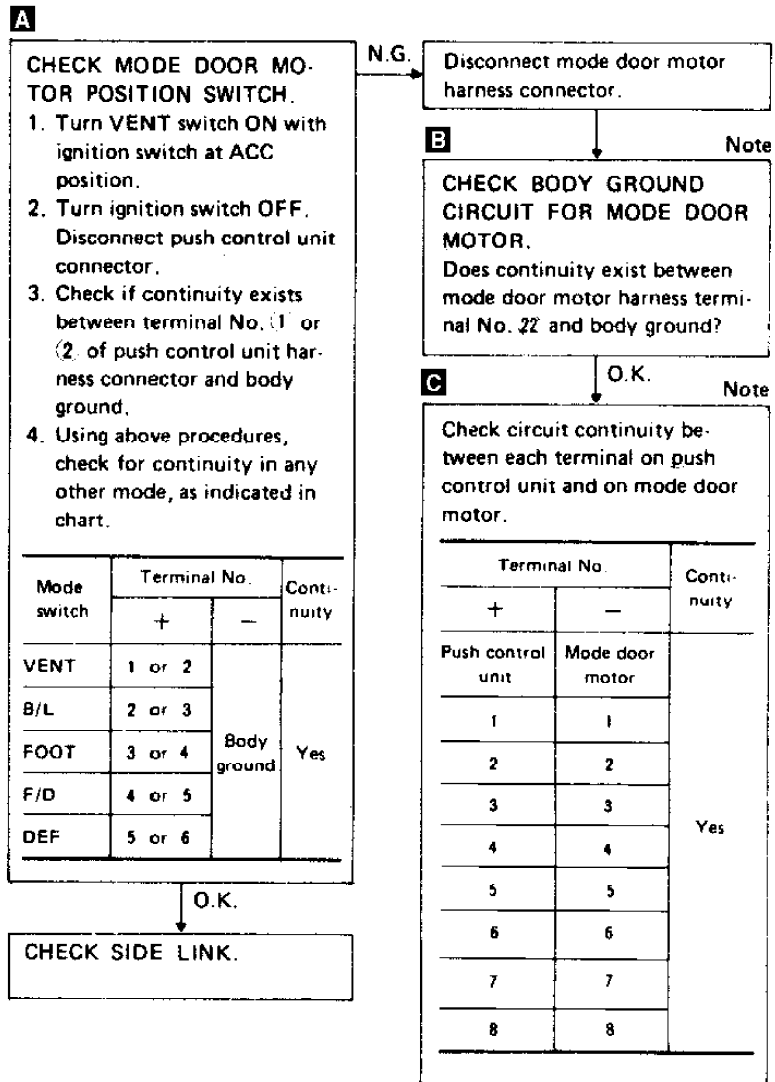 A
CHECK MODE DOOR MO-
TOR POSITION SWITCH.
1. Turn VENT switch ON with
ignition switch at ACC
position.
2. Turn ignition switch OFF.
Disconnect push control unit
connector.
3. Check if continuity exists
between terminal No. 1 or
2 of push control unit har-
ness connector and body
ground.
4. Using above procedures,
check for continuity in any
other mode, as indicated in
chart.
Mode switch | Terminal No. | Conti-nuity
+ | −
VENT | 1 or 2 | Body ground | Yes
B/L | 2 or 3
FOOT | 3 or 4
F/D | 4 or 5
DEF | 5 or 6
O.K.
CHECK SIDE LINK.
N.G.
Disconnect mode door motor
harness connector.
B
Note
CHECK BODY GROUND
CIRCUIT FOR MODE DOOR
MOTOR.
Does continuity exist between
mode door motor harness termi-
nal No. 22 and body ground?
O.K.
C
Note
Check circuit continuity be-
tween each terminal on push
control unit and on mode door
motor.
Terminal No. | Conti-nuity
+ | −
Push control unit | Mode door motor | Yes
1 | 1
2 | 2
3 | 3
4 | 4
5 | 5
6 | 6
7 | 7
8 | 8